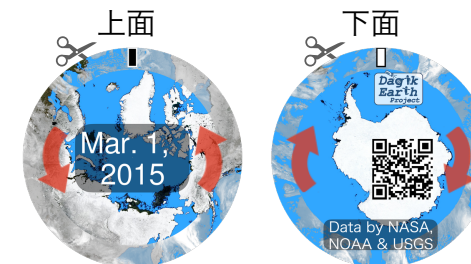 上面
下面
Mar. 1,
2015
Dagik
Earth
Project
Data by NASA,
NOAA & USGS